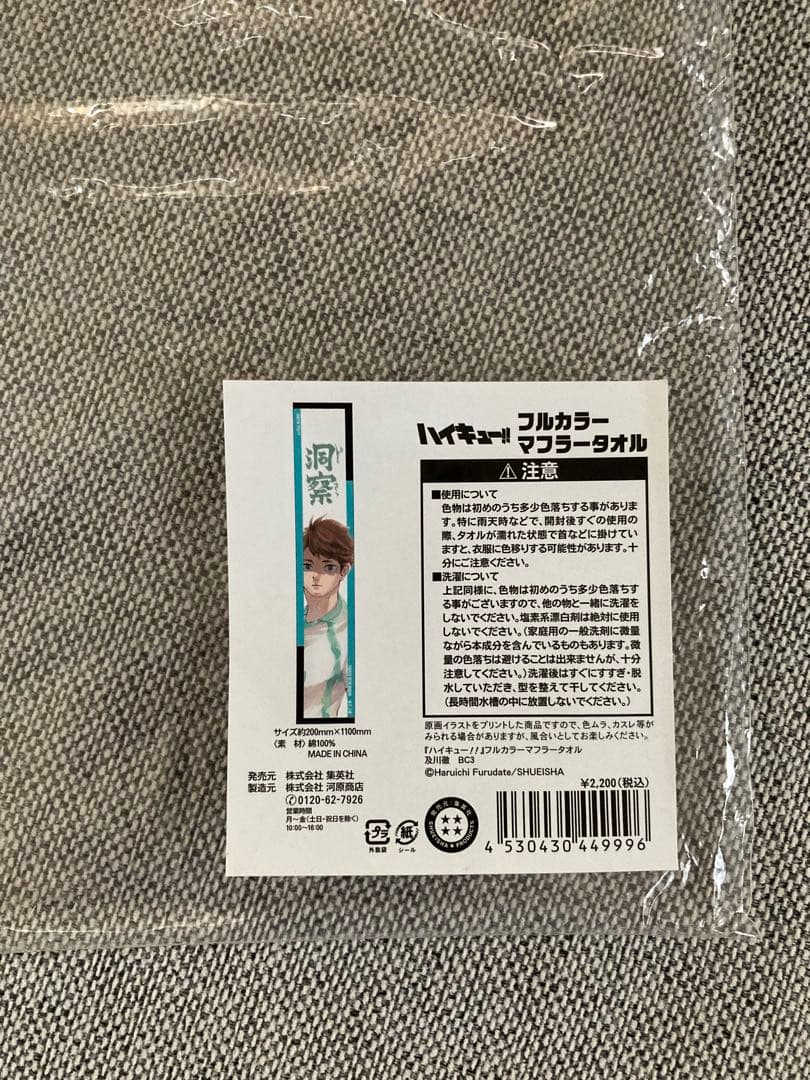 洞察
どう
さつ
サイズ約200mm×1100mm
〈素 材〉綿100%
MADE IN CHINA
発売元 株式会社 集英社
製造元 株式会社 河原商店
0120-62-7926
営業時間
月〜金(土日・祝日を除く)
10:00〜16:00
ハイキュー!! フルカラー
マフラータオル
⚠注意
■使用について
色物は初めのうち多少色落ちする事がありま
す。特に雨天時などで、開封後すぐの使用の
際、タオルが濡れた状態で首などに掛けてい
ますと、衣服に色移りする可能性があります。十
分にご注意ください。
■洗濯について
上記同様に、色物は初めのうち多少色落ちす
る事がございますので、他の物と一緒に洗濯を
しないでください。塩素系漂白剤は絶対に使用
しないでください。(家庭用の一般洗剤に微量
ながら本成分を含んでいるものもあります。微
量の色落ちは避けることは出来ませんが、十分
注意してください。)洗濯後はすぐにすすぎ・脱
水していただき、型を整えて干してください。
(長時間水槽の中に放置しないでください。)
原画イラストをプリントした商品ですので、色ムラ、カスレ等が
みられる場合がありますが、風合いとしてお楽しみください。
『ハイキュー!!』フルカラーマフラータオル
及川徹 BC3
©Haruichi Furudate/SHUEISHA
¥2,200(税込)
プラ
外装袋
紙
シール
発売元:集英社
SHUEISHA★PRODUCTS
4 530430 449996